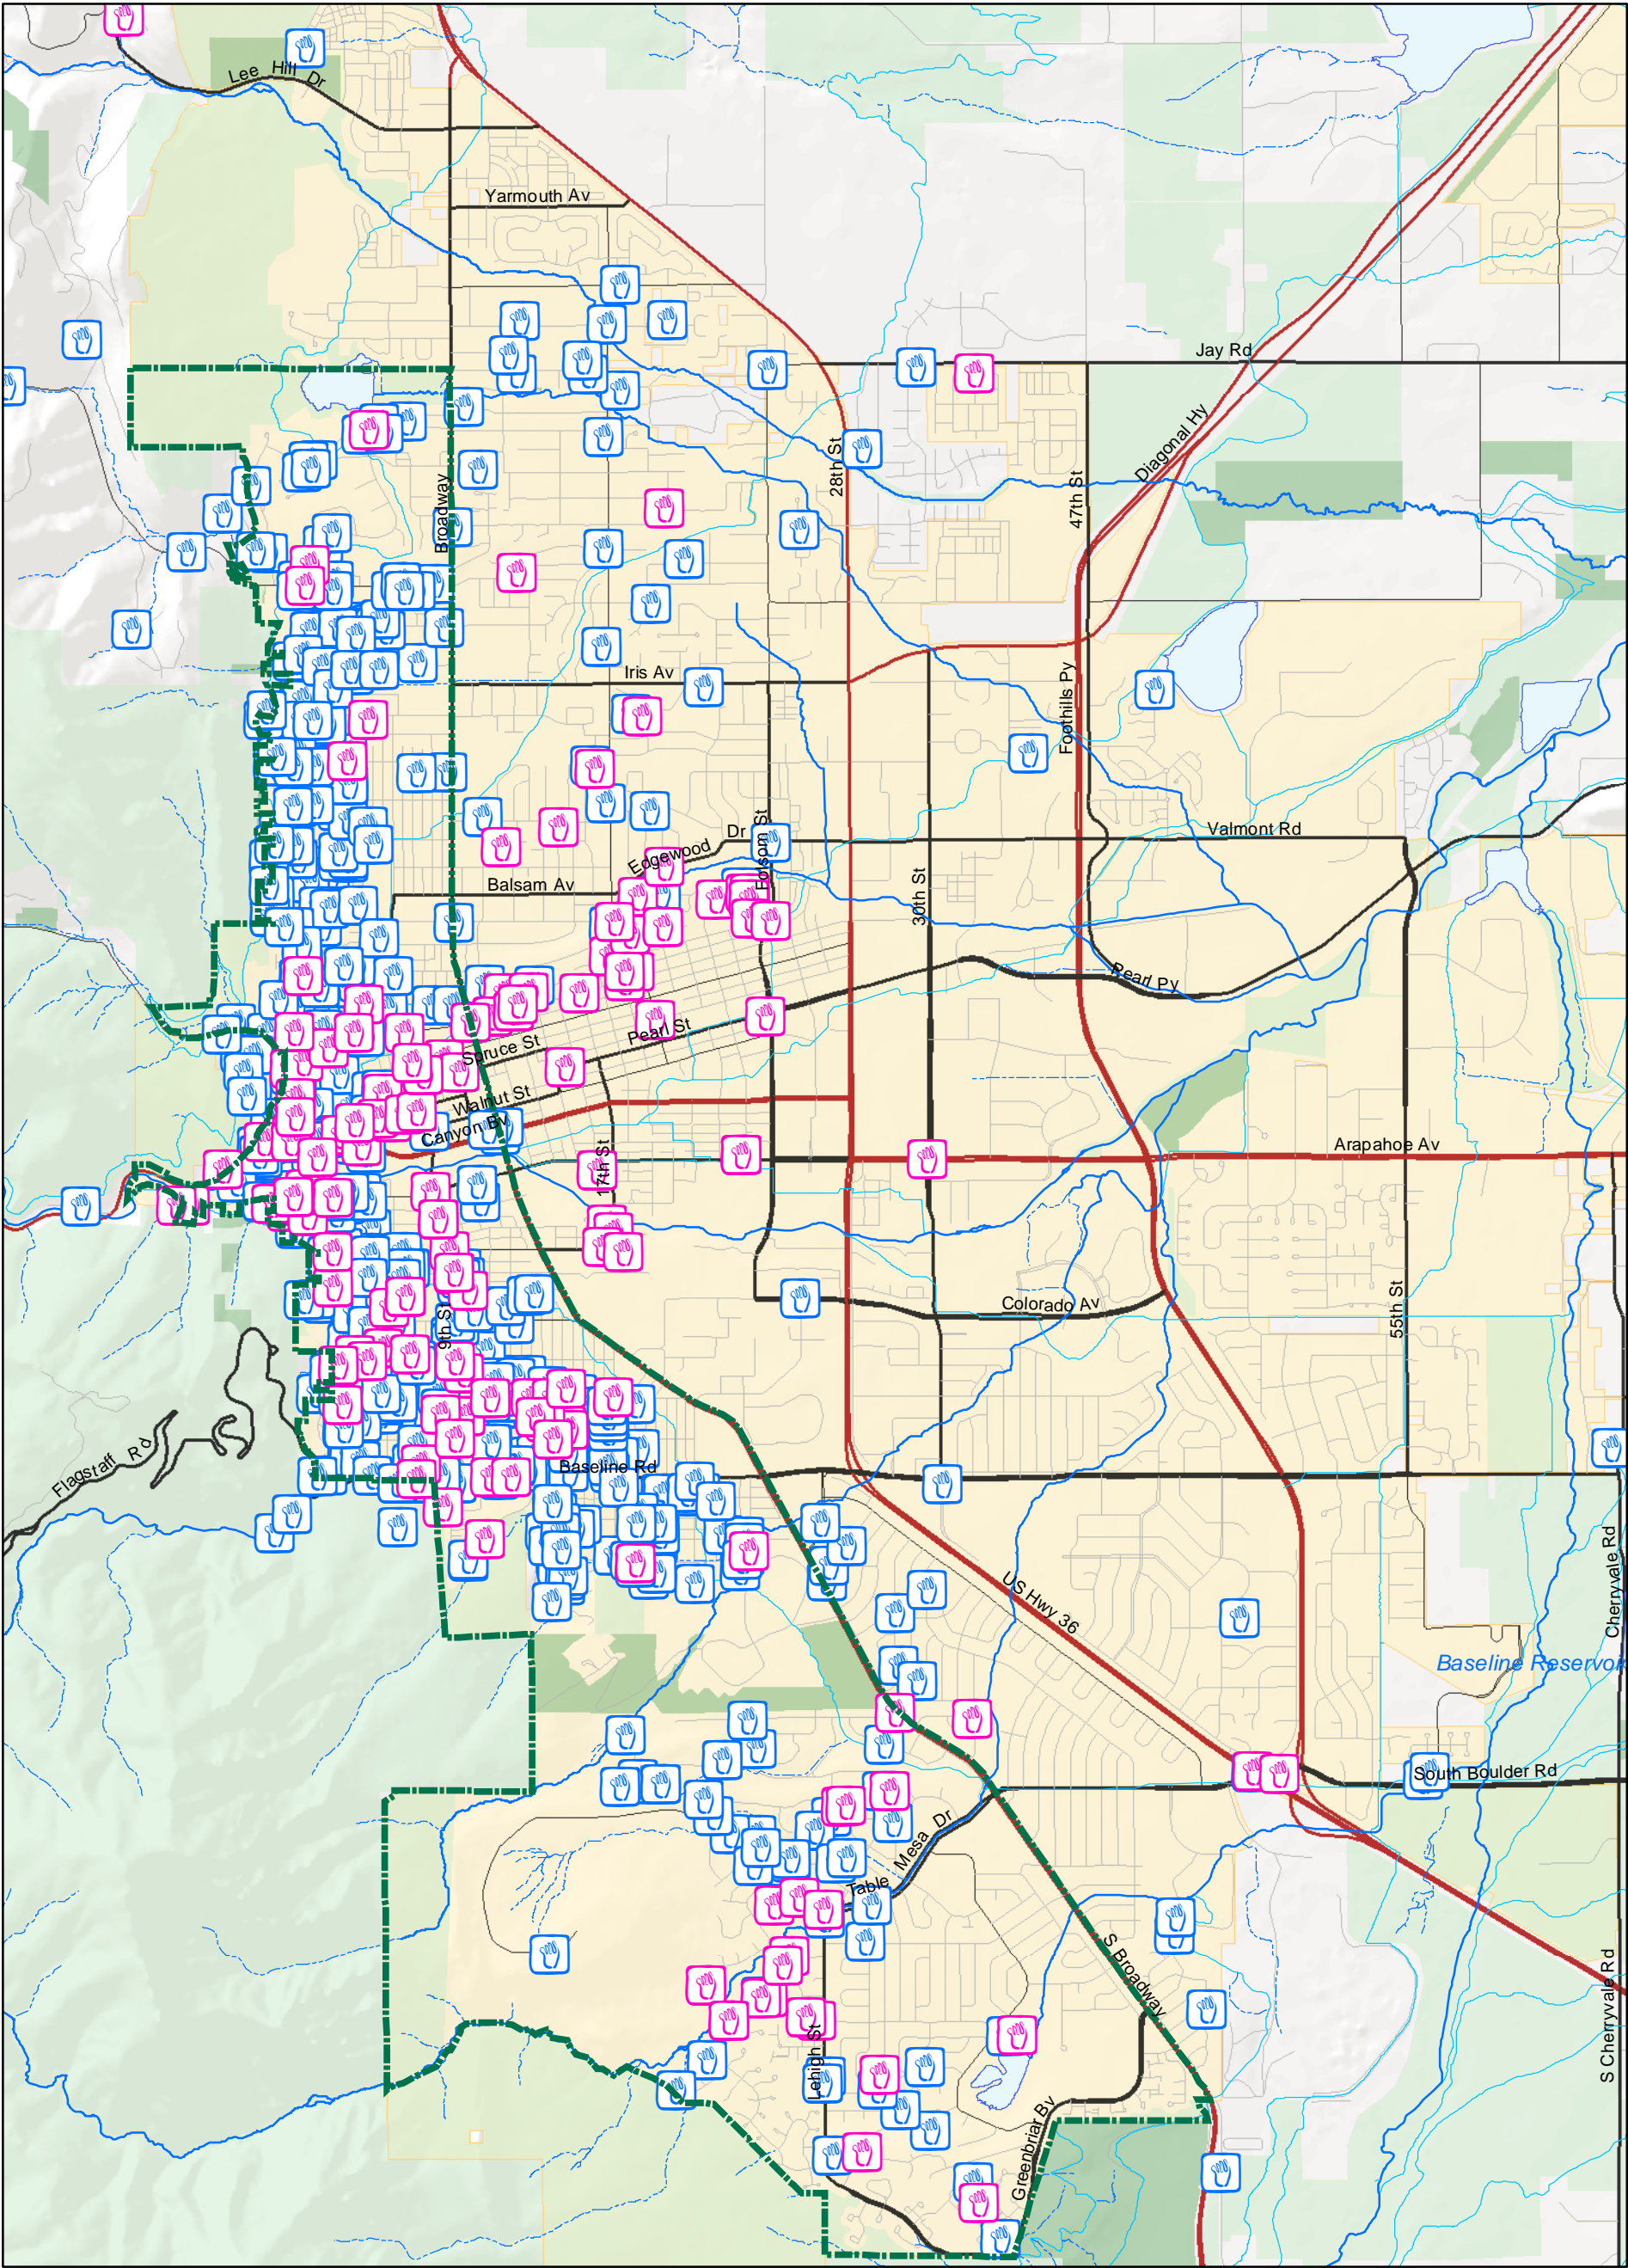 Lee Hill Dr
Yarmouth Av
Jay Rd
Diagonal Hy
28th St
47th St
Broadway
Iris Av
Foothills Py
Valmont Rd
Edgewood Dr
Folsom St
Balsam Av
30th St
Pearl Py
Pearl St
Spruce St
Walnut St
Canyon Bv
Arapahoe Av
17th St
Colorado Av
55th St
9th St
Baseline Rd
Flagstaff Rd
Cherryvale Rd
US Hwy 36
Baseline Reservoir
South Boulder Rd
Table Mesa Dr
S Broadway
S Cherryvale Rd
Lehigh St
Greenbriar Bv